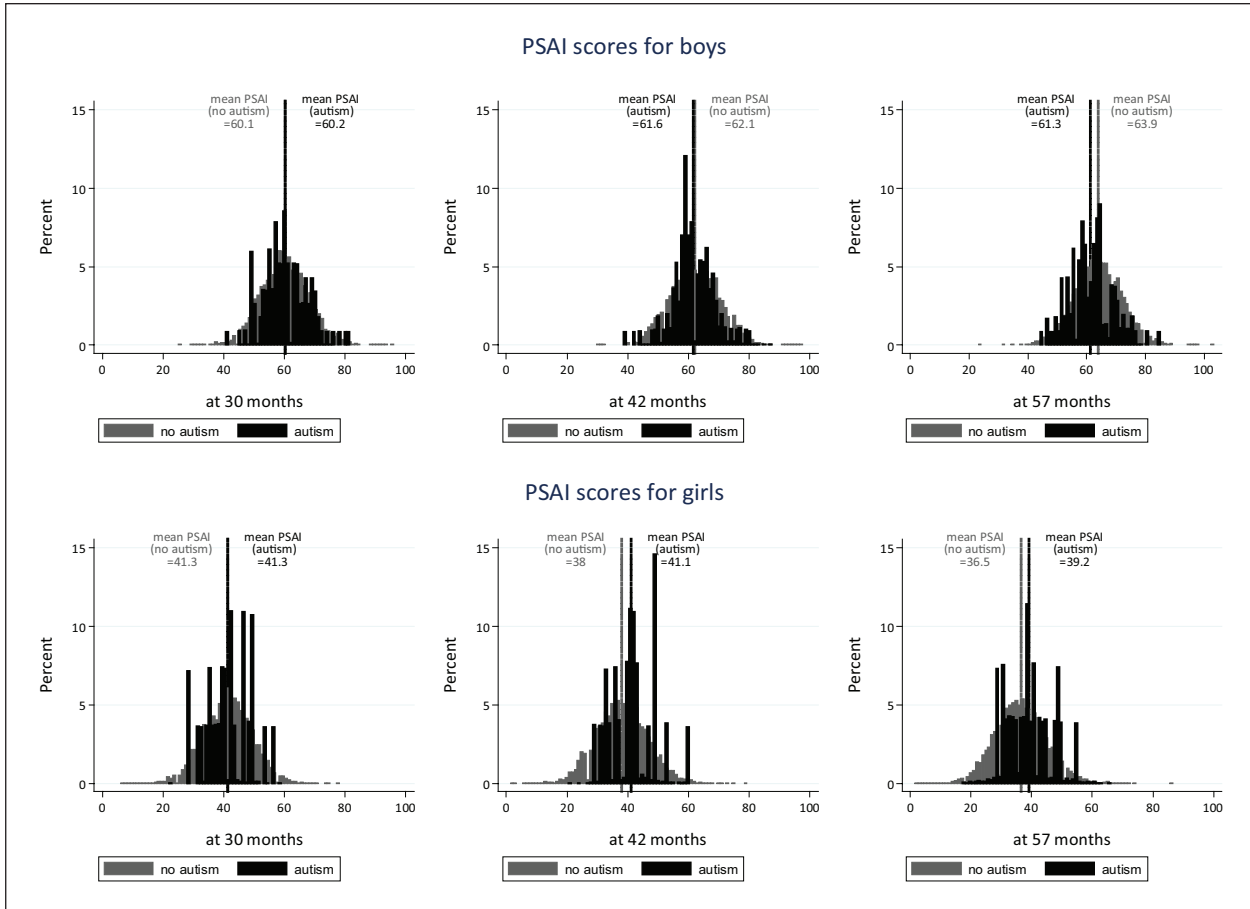 PSAI scores for boys
mean PSAI
(no autism)
=60.1
mean PSAI
(autism)
=60.2
15
10
5
0
Percent
0 20 40 60 80 100
at 30 months
no autism autism
mean PSAI
(autism)
=61.6
mean PSAI
(no autism)
=62.1
15
10
5
0
Percent
0 20 40 60 80 100
at 42 months
no autism autism
mean PSAI
(autism)
=61.3
mean PSAI
(no autism)
=63.9
15
10
5
0
Percent
0 20 40 60 80 100
at 57 months
no autism autism
PSAI scores for girls
mean PSAI
(no autism)
=41.3
mean PSAI
(autism)
=41.3
15
10
5
0
Percent
0 20 40 60 80 100
at 30 months
no autism autism
mean PSAI
(no autism)
=38
mean PSAI
(autism)
=41.1
15
10
5
0
Percent
0 20 40 60 80 100
at 42 months
no autism autism
mean PSAI
(no autism)
=36.5
mean PSAI
(autism)
=39.2
15
10
5
0
Percent
0 20 40 60 80 100
at 57 months
no autism autism